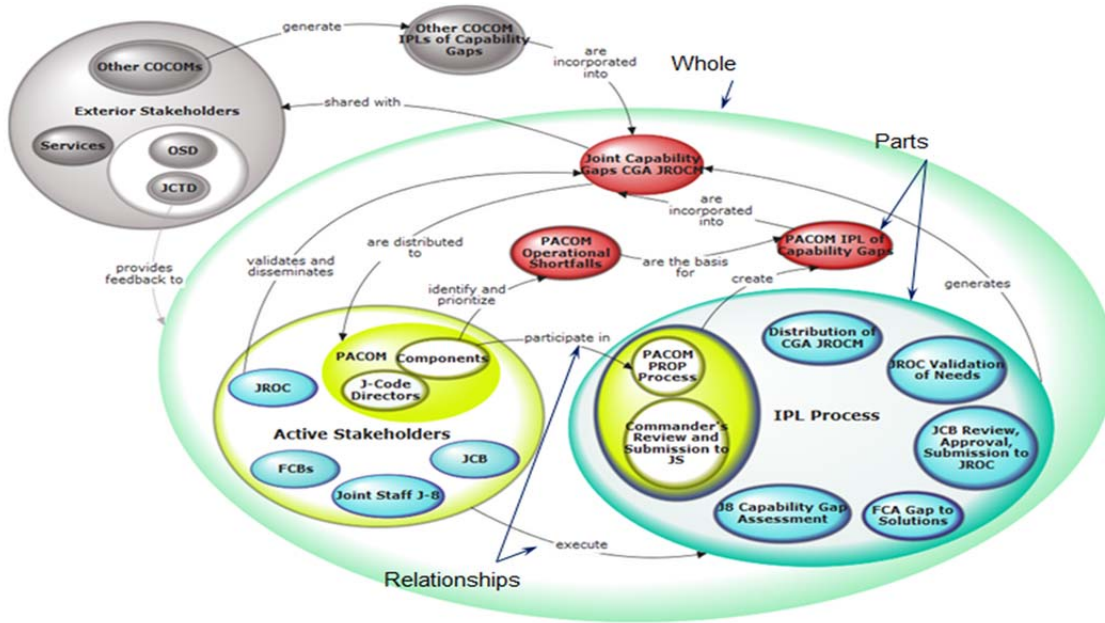 generate
Other COCOM
IPLs of Capability
Gaps
Other COCOMs
are
incorporated
into
Whole
Exterior Stakeholders
shared with
Services
OSD
JCTD
Parts
Joint Capability
Gaps CGA JROCM
are
incorporated
into
are distributed
to
PACOM
Operational
Shortfalls
PACOM IPL of
Capability Gaps
validates and
disseminates
are the basis
for
provides
feedback to
identify and
prioritize
create
generates
PACOM
Components
participate in
J-Code
Directors
JROC
Active Stakeholders
FCBs
JCB
Joint Staff J-8
PACOM
PROP
Process
Commander's
Review and
Submission to
JS
Distribution of
CGA JROCM
JROC Validation
of Needs
IPL Process
JCB Review,
Approval,
Submission to
JROC
J8 Capability Gap
Assessment
FCA Gap to
Solutions
execute
Relationships